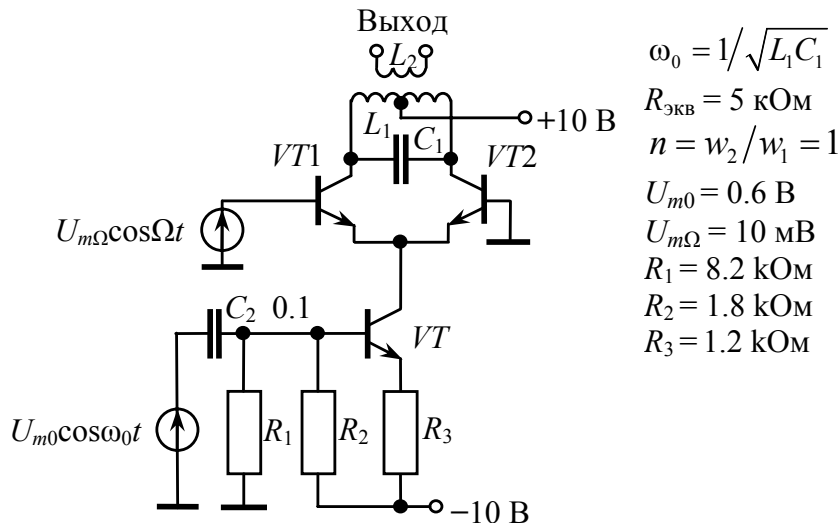 Выход
L₂
L₁
C₁
+10 В
VT1
VT2
UₘΩcosΩt
C₂ 0.1
VT
Uₘ₀cosω₀t
R₁
R₂
R₃
−10 В
ω₀ = 1/√L₁C₁
Rэкв = 5 кОм
n = w₂/w₁ = 1
Uₘ₀ = 0.6 В
UₘΩ = 10 мВ
R₁ = 8.2 kОм
R₂ = 1.8 kОм
R₃ = 1.2 kОм